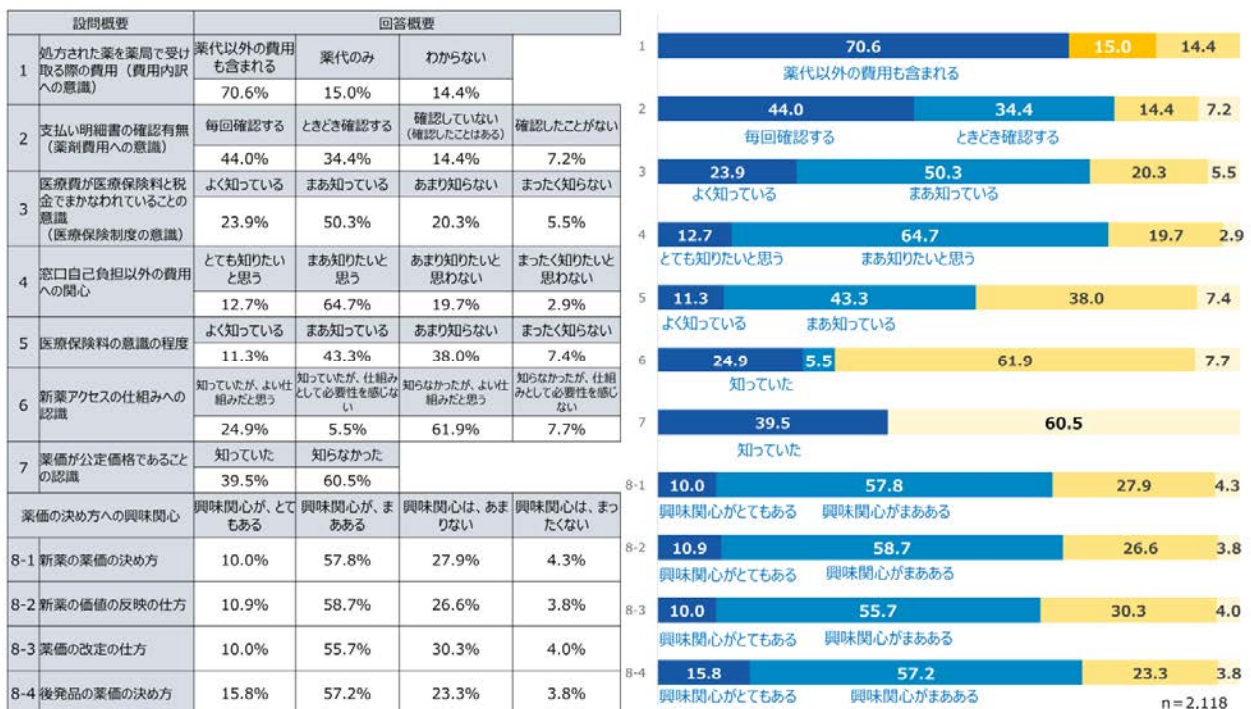 設問概要
回答概要
1
処方された薬を薬局で受け
取る際の費用（費用内訳
への意識）
薬代以外の費用
も含まれる
薬代のみ
わからない
70.6%
15.0%
14.4%
2
支払い明細書の確認有無
（薬剤費用への意識）
毎回確認する
ときどき確認する
確認していない
（確認したことはある）
確認したことがない
44.0%
34.4%
14.4%
7.2%
3
医療費が医療保険料と税
金でまかなわれていることの
意識
（医療保険制度の意識）
よく知っている
まあ知っている
あまり知らない
まったく知らない
23.9%
50.3%
20.3%
5.5%
4
窓口自己負担以外の費用
への関心
とても知りたい
と思う
まあ知りたいと
思う
あまり知りたいと
思わない
まったく知りたいと
思わない
12.7%
64.7%
19.7%
2.9%
5
医療保険料の意識の程度
よく知っている
まあ知っている
あまり知らない
まったく知らない
11.3%
43.3%
38.0%
7.4%
6
新薬アクセスの仕組みへの
認識
知っていたが、よい仕
組みだと思う
知っていたが、仕組み
として必要性を感じな
い
知らなかったが、よい仕
組みだと思う
知らなかったが、仕組
みとして必要性を感じ
ない
24.9%
5.5%
61.9%
7.7%
7
薬価が公定価格であること
の認識
知っていた
知らなかった
39.5%
60.5%
薬価の決め方への興味関心
興味関心が、とて
もある
興味関心が、ま
あある
興味関心は、あま
りない
興味関心は、まっ
たくない
8-1
新薬の薬価の決め方
10.0%
57.8%
27.9%
4.3%
8-2
新薬の価値の反映の仕方
10.9%
58.7%
26.6%
3.8%
8-3
薬価の改定の仕方
10.0%
55.7%
30.3%
4.0%
8-4
後発品の薬価の決め方
15.8%
57.2%
23.3%
3.8%
1
70.6
15.0
14.4
薬代以外の費用も含まれる
2
44.0
34.4
14.4
7.2
毎回確認する
ときどき確認する
3
23.9
50.3
20.3
5.5
よく知っている
まあ知っている
4
12.7
64.7
19.7
2.9
とても知りたいと思う
まあ知りたいと思う
5
11.3
43.3
38.0
7.4
よく知っている
まあ知っている
6
24.9
5.5
61.9
7.7
知っていた
7
39.5
60.5
知っていた
8-1
10.0
57.8
27.9
4.3
興味関心がとてもある
興味関心がまあある
8-2
10.9
58.7
26.6
3.8
興味関心がとてもある
興味関心がまあある
8-3
10.0
55.7
30.3
4.0
興味関心がとてもある
興味関心がまあある
8-4
15.8
57.2
23.3
3.8
興味関心がとてもある
興味関心がまあある
n=2,118